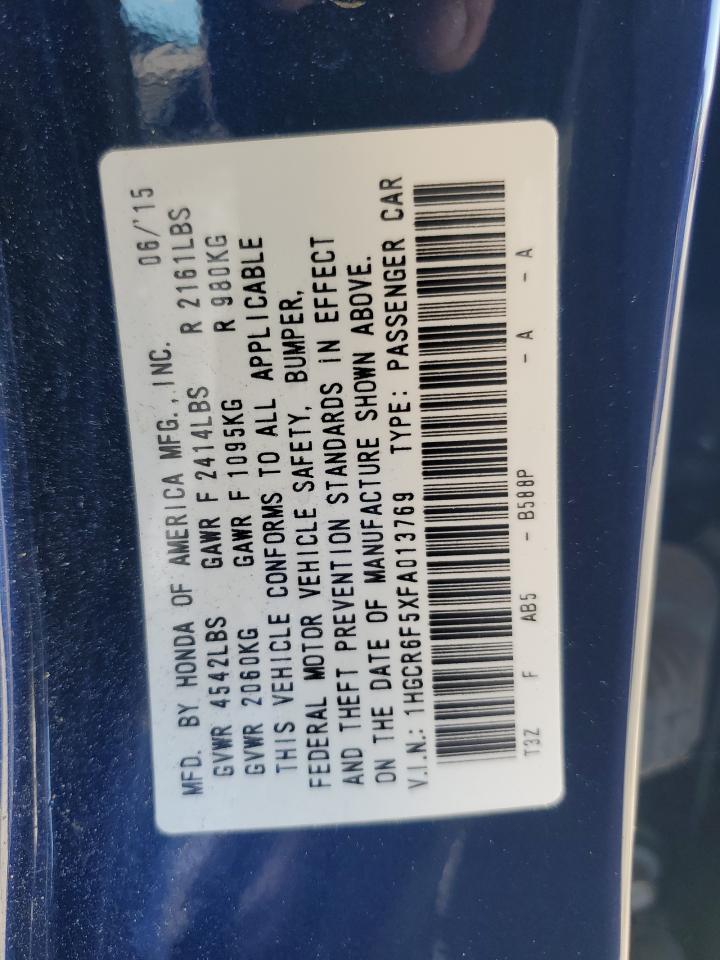 MFD. BY HONDA OF AMERICA MFG., INC. 06/'15
GVWR 4542LBS GAWR F 2414LBS R 2161LBS
GVWR 2060KG GAWR F 1095KG R 980KG
THIS VEHICLE CONFORMS TO ALL APPLICABLE
FEDERAL MOTOR VEHICLE SAFETY, BUMPER,
AND THEFT PREVENTION STANDARDS IN EFFECT
ON THE DATE OF MANUFACTURE SHOWN ABOVE.
V.I.N.: 1HGCR6F5XFA013769 TYPE: PASSENGER CAR
T3Z F AB5 - B588P - A - A